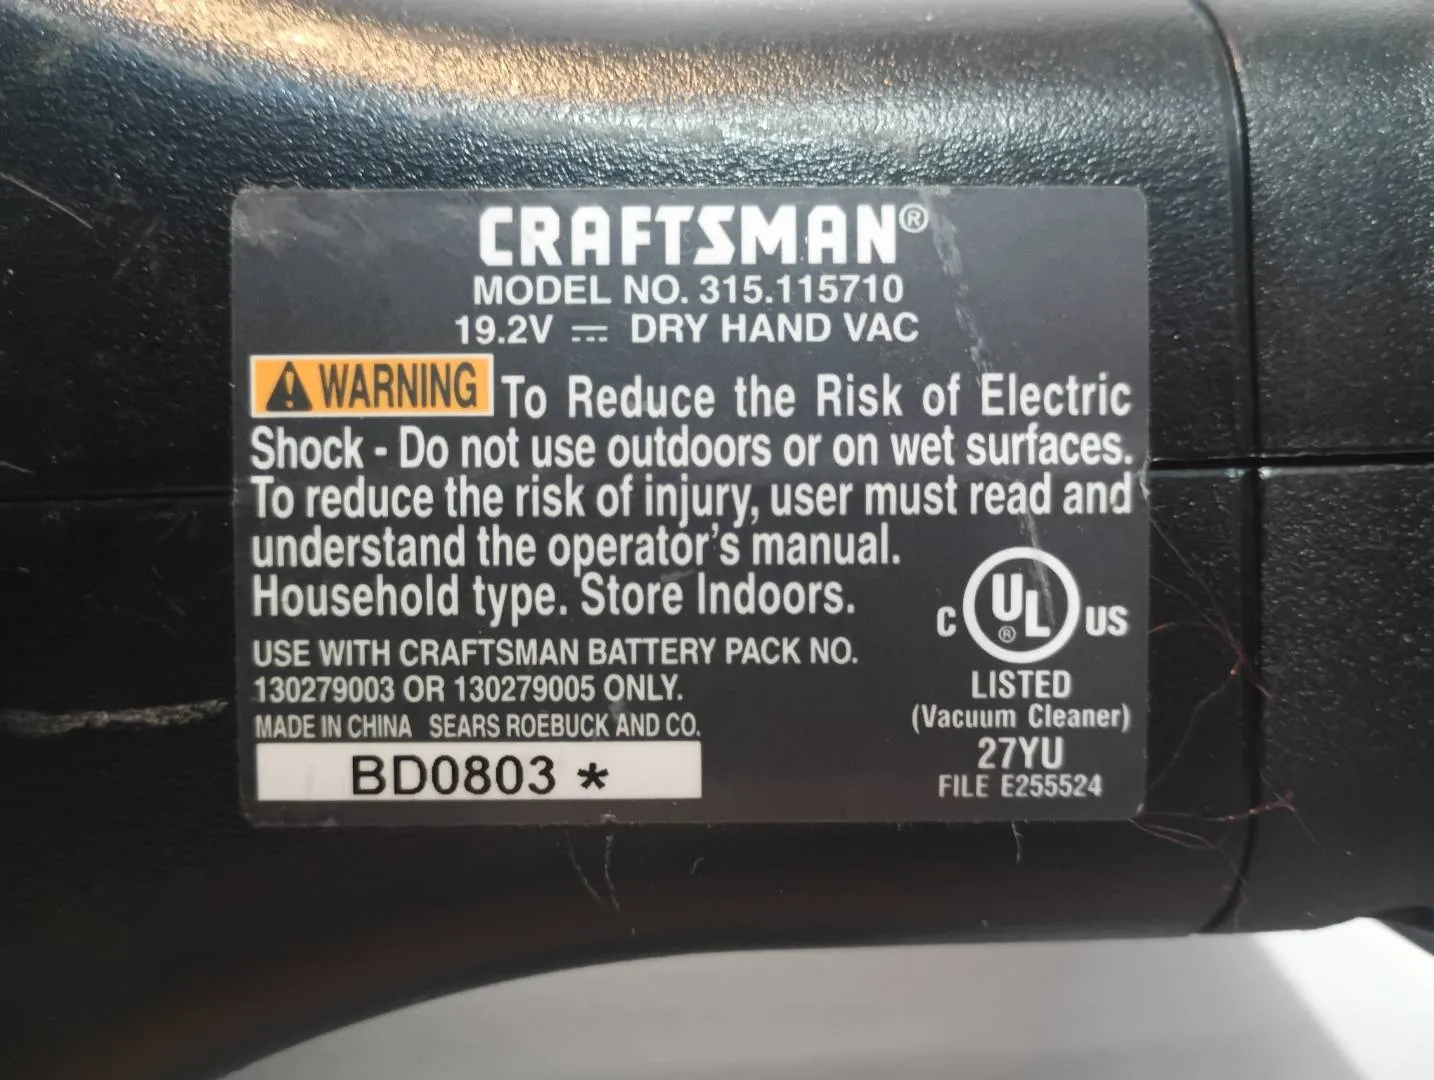 CRAFTSMAN®
MODEL NO. 315.115710
19.2V ⎓ DRY HAND VAC
⚠ WARNING To Reduce the Risk of Electric
Shock - Do not use outdoors or on wet surfaces.
To reduce the risk of injury, user must read and
understand the operator's manual.
Household type. Store Indoors.
USE WITH CRAFTSMAN BATTERY PACK NO.
130279003 OR 130279005 ONLY.
MADE IN CHINA SEARS ROEBUCK AND CO.
BD0803 *
C UL® US
LISTED
(Vacuum Cleaner)
27YU
FILE E255524